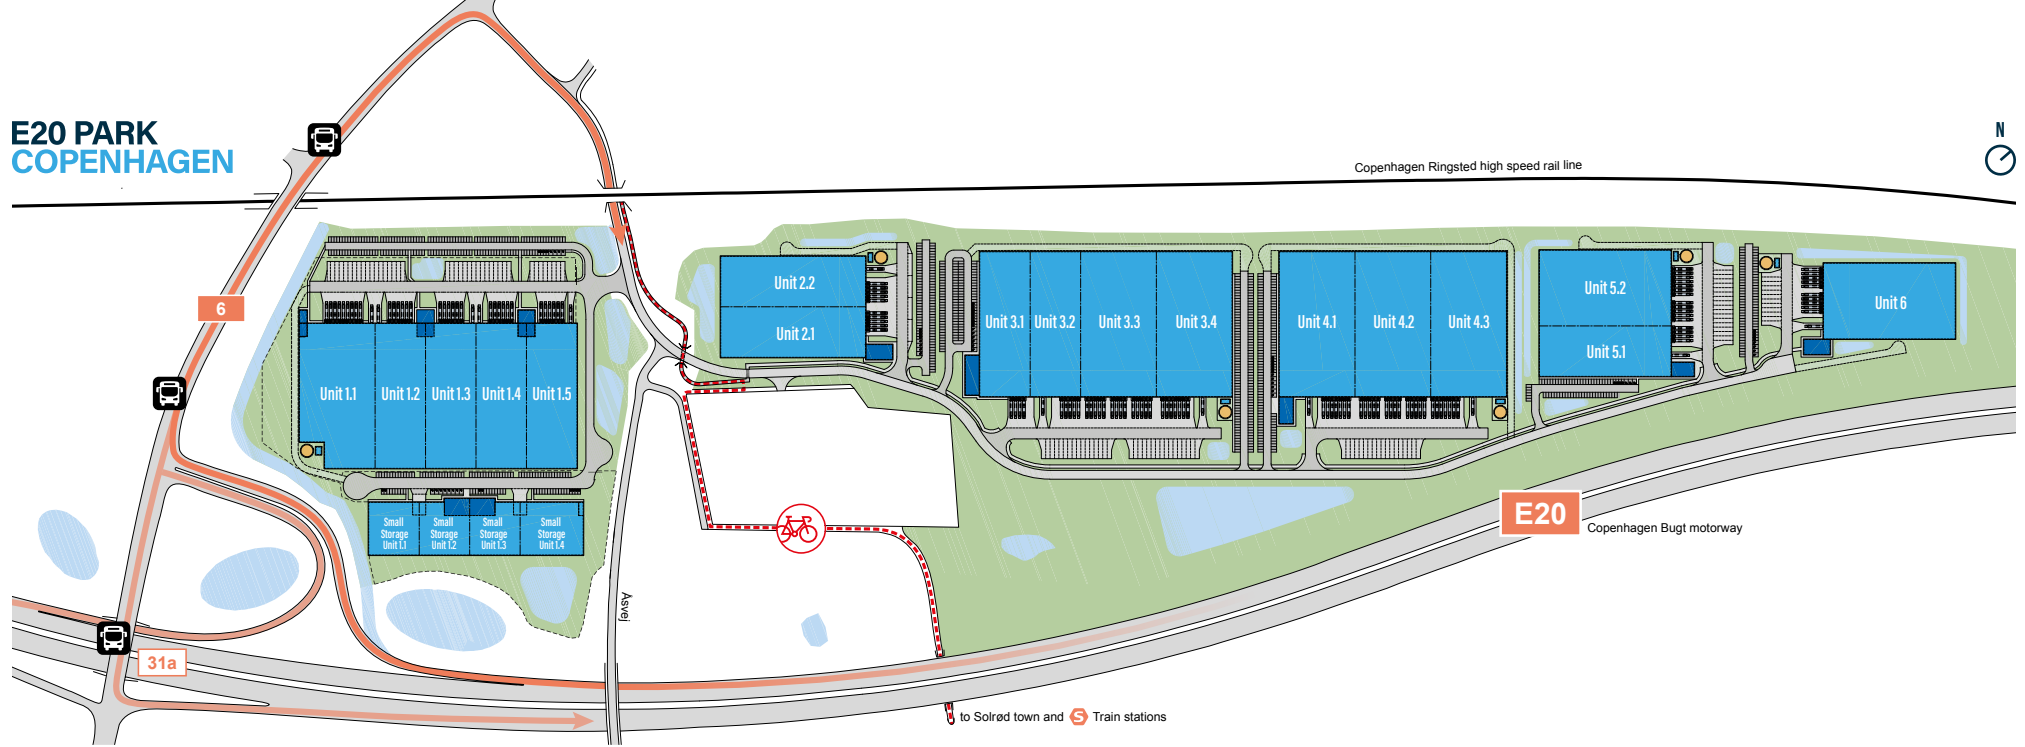 E20 PARK
COPENHAGEN
N
Copenhagen Ringsted high speed rail line
6
Unit 1.1
Unit 1.2
Unit 1.3
Unit 1.4
Unit 1.5
Small
Storage
Unit 1.1
Small
Storage
Unit 1.2
Small
Storage
Unit 1.3
Small
Storage
Unit 1.4
Unit 2.2
Unit 2.1
Unit 3.1
Unit 3.2
Unit 3.3
Unit 3.4
Unit 4.1
Unit 4.2
Unit 4.3
Unit 5.2
Unit 5.1
Unit 6
E20
Copenhagen Bugt motorway
Åsvej
31a
to Solrød town and S Train stations